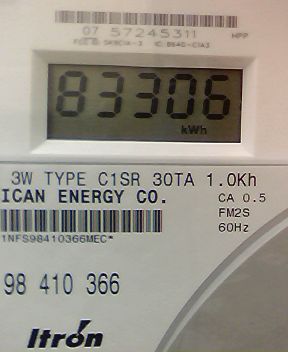 07 57245311 HPP
83306
kWh
3W TYPE C1SR 30TA 1.0Kh
ICAN ENERGY CO.
CA 0.5
FM2S
60Hz
1NFS98410366MEC*
98 410 366
Itron